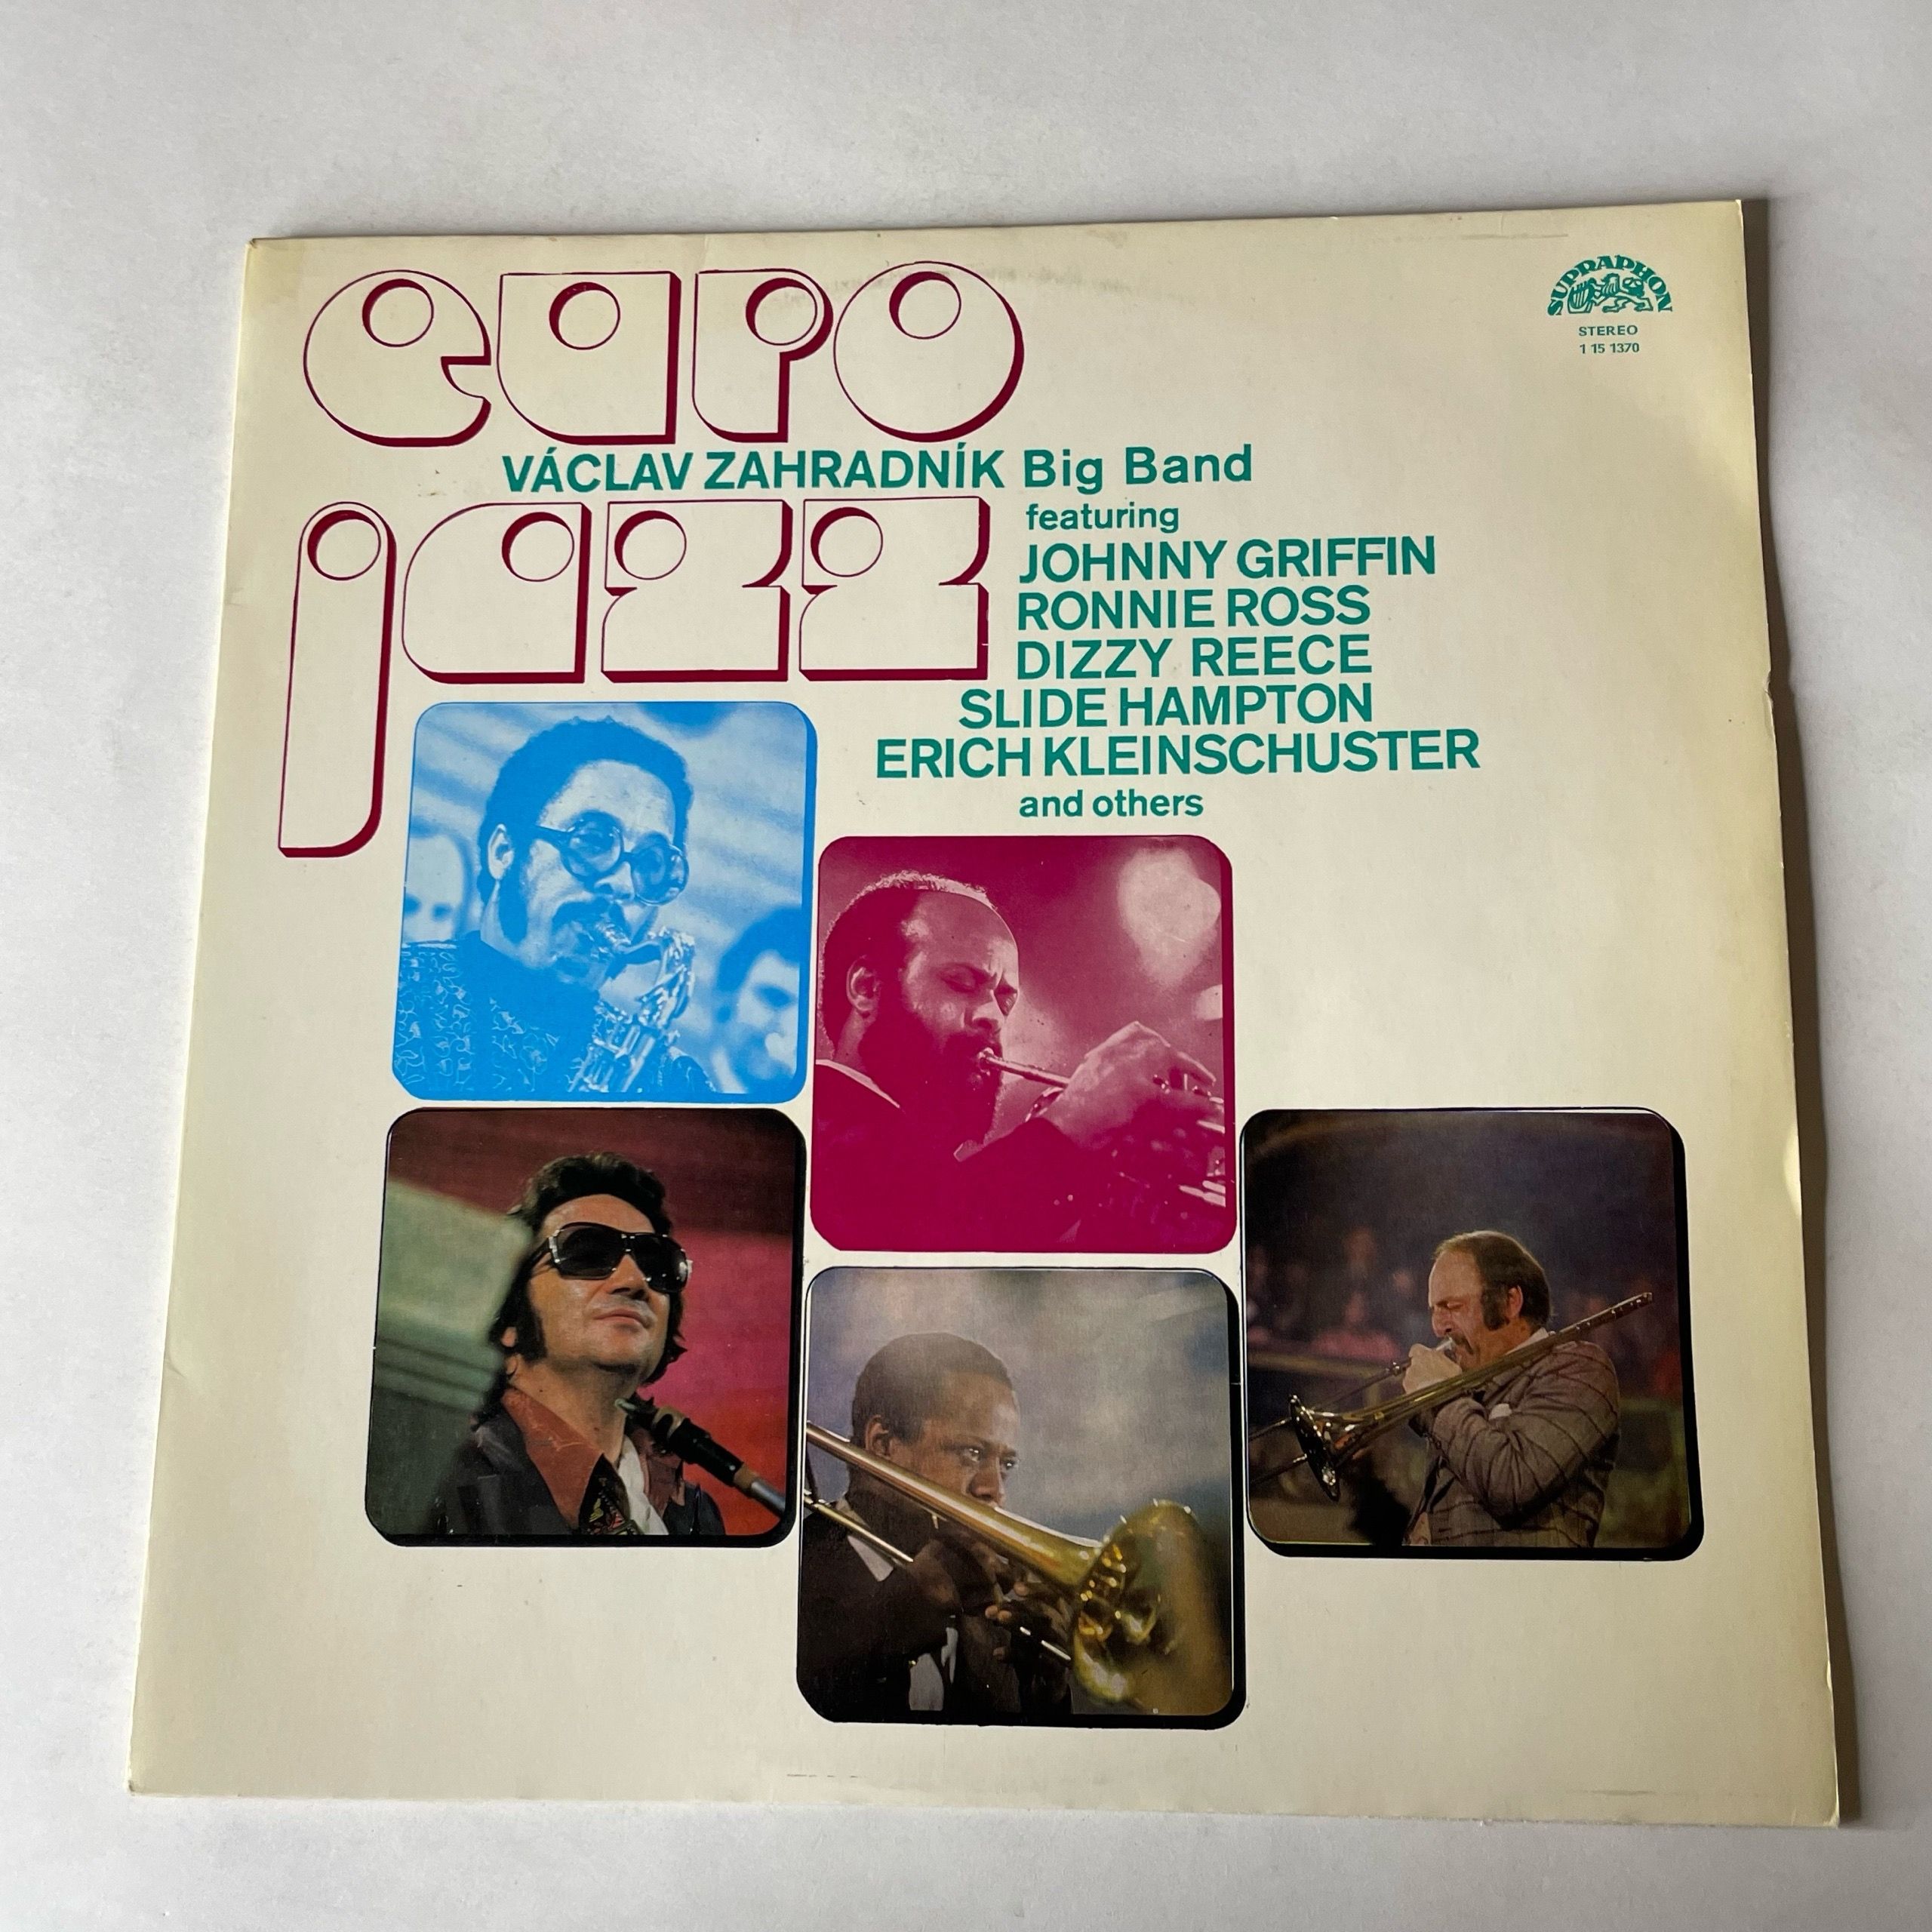 euro
SUPRAPHON
STEREO
1 15 1370
VÁCLAV ZAHRADNÍK Big Band
jazz
featuring
JOHNNY GRIFFIN
RONNIE ROSS
DIZZY REECE
SLIDE HAMPTON
ERICH KLEINSCHUSTER
and others